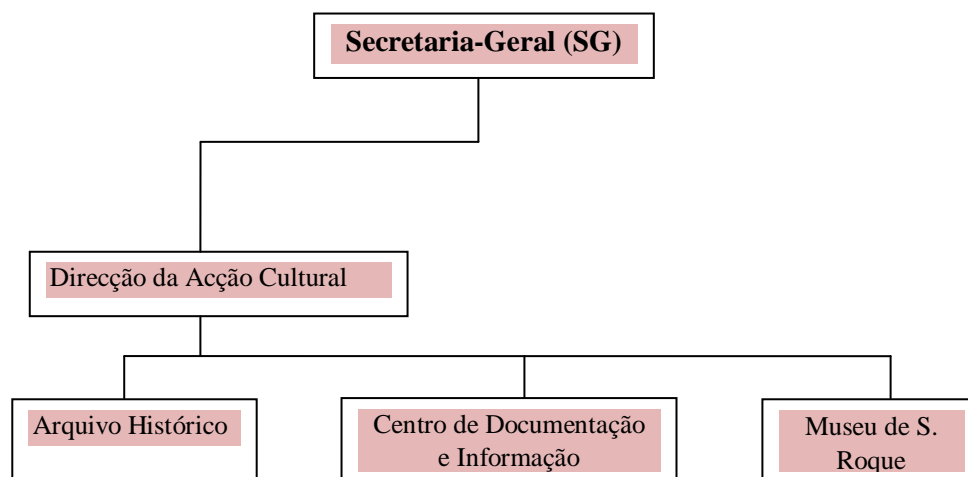 Secretaria-Geral (SG)
Direcção da Acção Cultural
Arquivo Histórico
Centro de Documentação
e Informação
Museu de S.
Roque